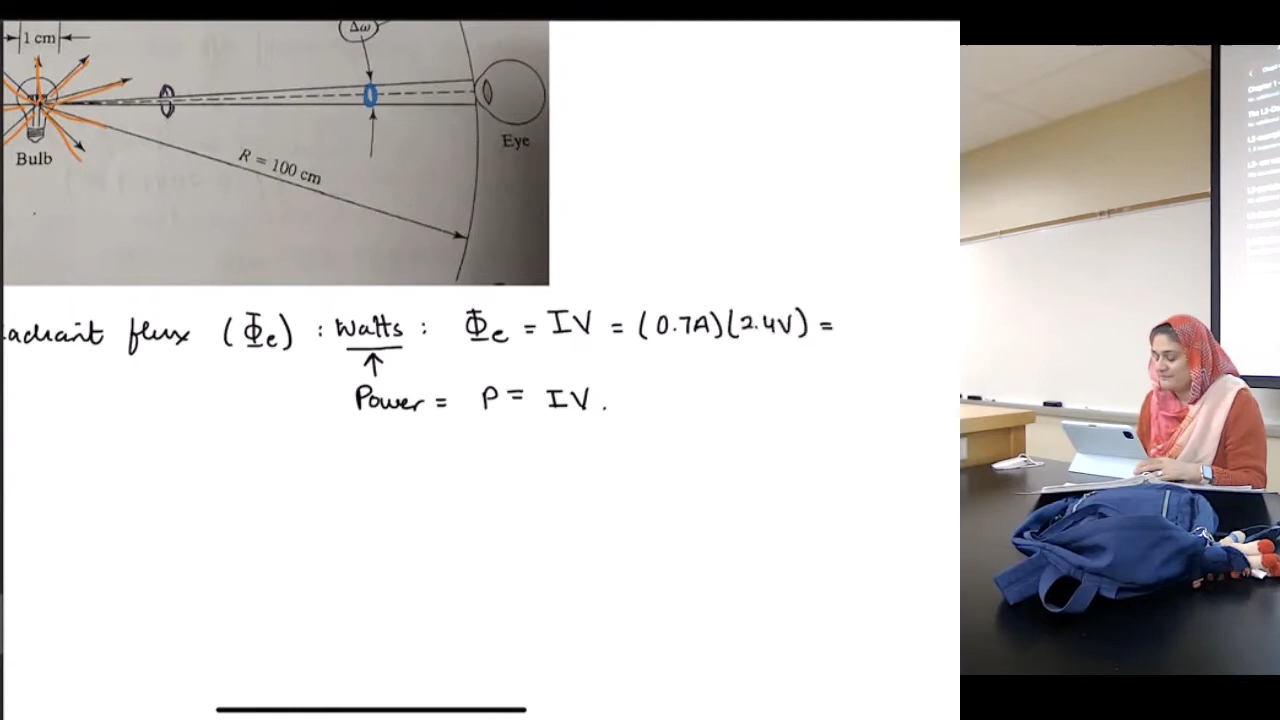 1 cm
Δω
Bulb
R = 100 cm
Eye
adiant flux (Φe) : Watts : Φe = IV = (0.7A)(2.4V) =
↑
Power = P = IV.